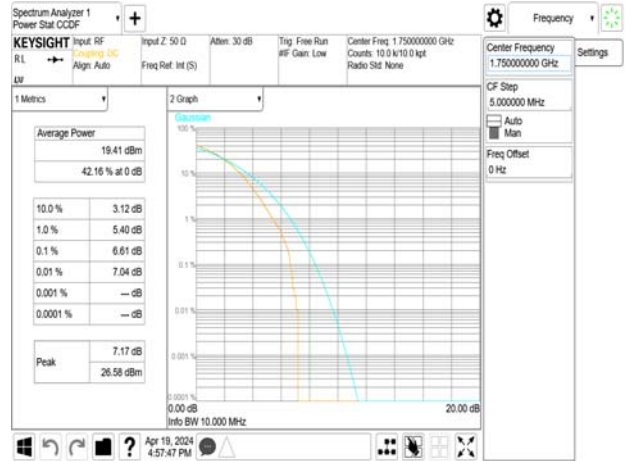 Spectrum Analyzer 1
Power Stat CCDF
+
Frequency
KEYSIGHT
Input: RF
Input Z: 50 Ω
Atten: 30 dB
Trig: Free Run
Center Freq: 1.750000000 GHz
RL
Coupling: DC
#IF Gain: Low
Counts: 10.0 k/10.0 kpt
Align: Auto
Freq Ref: Int (S)
Radio Std: None
Center Frequency
1.750000000 GHz
Settings
CF Step
5.000000 MHz
Auto
Man
Freq Offset
0 Hz
1 Metrics
2 Graph
Average Power
19.41 dBm
42.16 % at 0 dB
10.0 % 3.12 dB
1.0 % 5.40 dB
0.1 % 6.61 dB
0.01 % 7.04 dB
0.001 % --- dB
0.0001 % --- dB
Peak
7.17 dB
26.58 dBm
Gaussian
100 %
10 %
1 %
0.1 %
0.01 %
0.001 %
0.0001 %
0.00 dB
20.00 dB
Info BW 10.000 MHz
?
Apr 19, 2024
4:57:47 PM